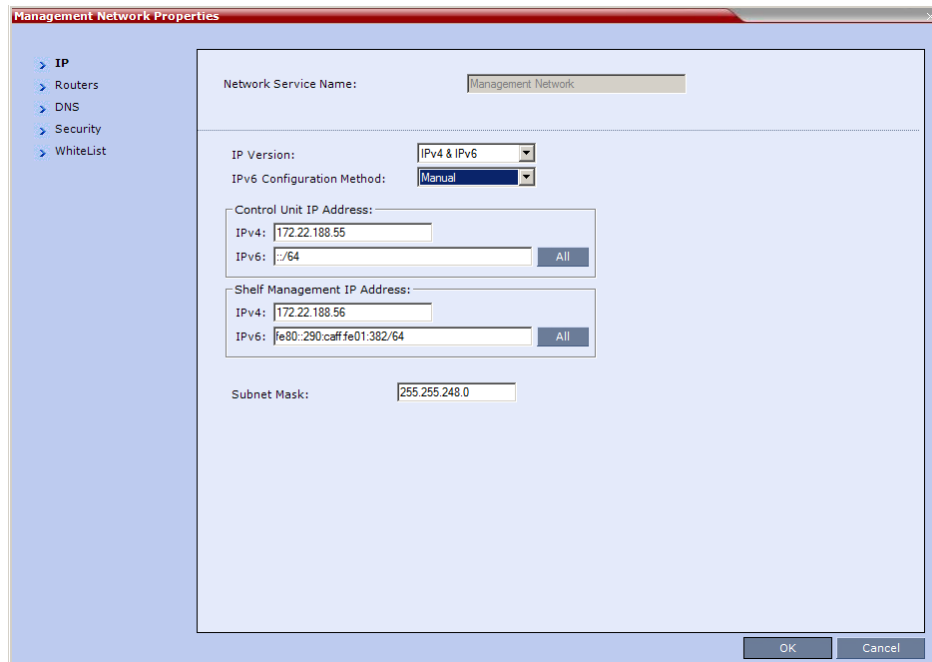 Management Network Properties
IP
Routers
DNS
Security
WhiteList
Network Service Name: Management Network
IP Version: IPv4 & IPv6
IPv6 Configuration Method: Manual
Control Unit IP Address:
IPv4: 172.22.188.55
IPv6: ::/64 All
Shelf Management IP Address:
IPv4: 172.22.188.56
IPv6: fe80::290:caff:fe01:382/64 All
Subnet Mask: 255.255.248.0
OK Cancel